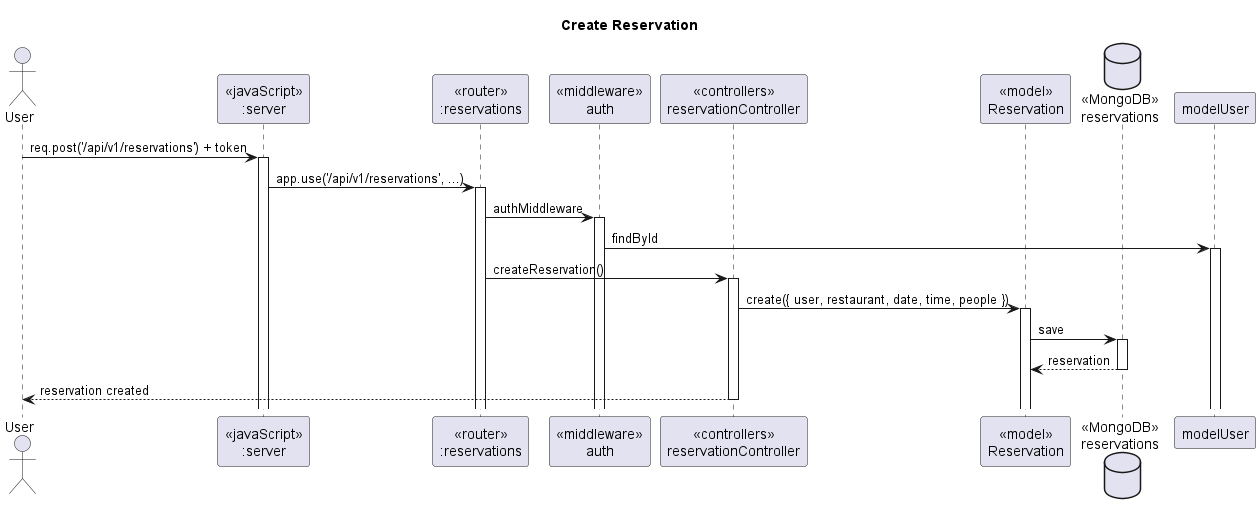 Create Reservation
User
«javaScript»
:server
«router»
:reservations
«middleware»
auth
«controllers»
reservationController
«model»
Reservation
«MongoDB»
reservations
modelUser
req.post('/api/v1/reservations') + token
app.use('/api/v1/reservations', ...)
authMiddleware
findById
createReservation()
create({ user, restaurant, date, time, people })
save
reservation
reservation created
User
«javaScript»
:server
«router»
:reservations
«middleware»
auth
«controllers»
reservationController
«model»
Reservation
«MongoDB»
reservations
modelUser